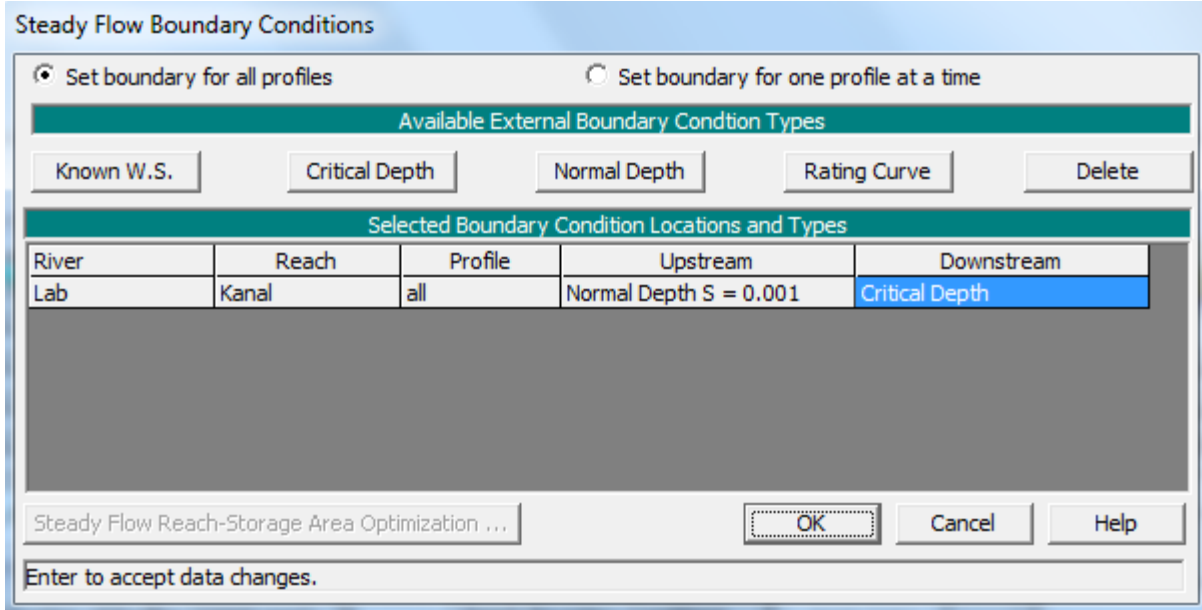 Steady Flow Boundary Conditions
Set boundary for all profiles Set boundary for one profile at a time
Available External Boundary Condtion Types
Known W.S. Critical Depth Normal Depth Rating Curve Delete
Selected Boundary Condition Locations and Types
River Reach Profile Upstream Downstream
Lab Kanal all Normal Depth S = 0.001 Critical Depth
Steady Flow Reach-Storage Area Optimization ... OK Cancel Help
Enter to accept data changes.